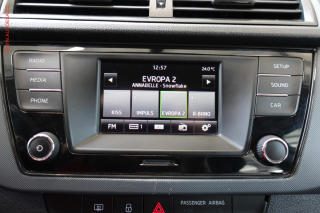 RADIO
MEDIA
PHONE
12:57
24.0°C
EVROPA 2
ANNABELLE - Snowflake
KISS
IMPULS
EVROPA 2
R-BONO
FM
SETUP
SOUND
CAR
PASSENGER AIRBAG